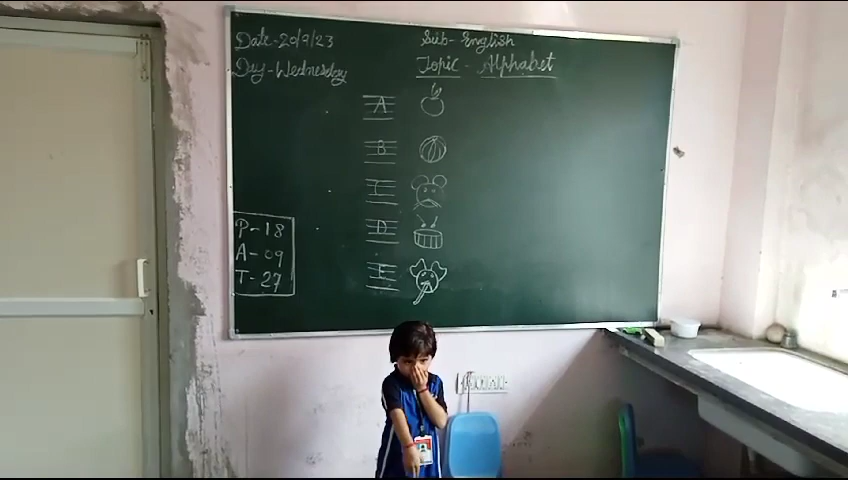 Date - 20/9/23
Day - Wednesday
Sub - English
Topic - Alphabet
A
B
D
E
P - 18
A - 09
T - 27